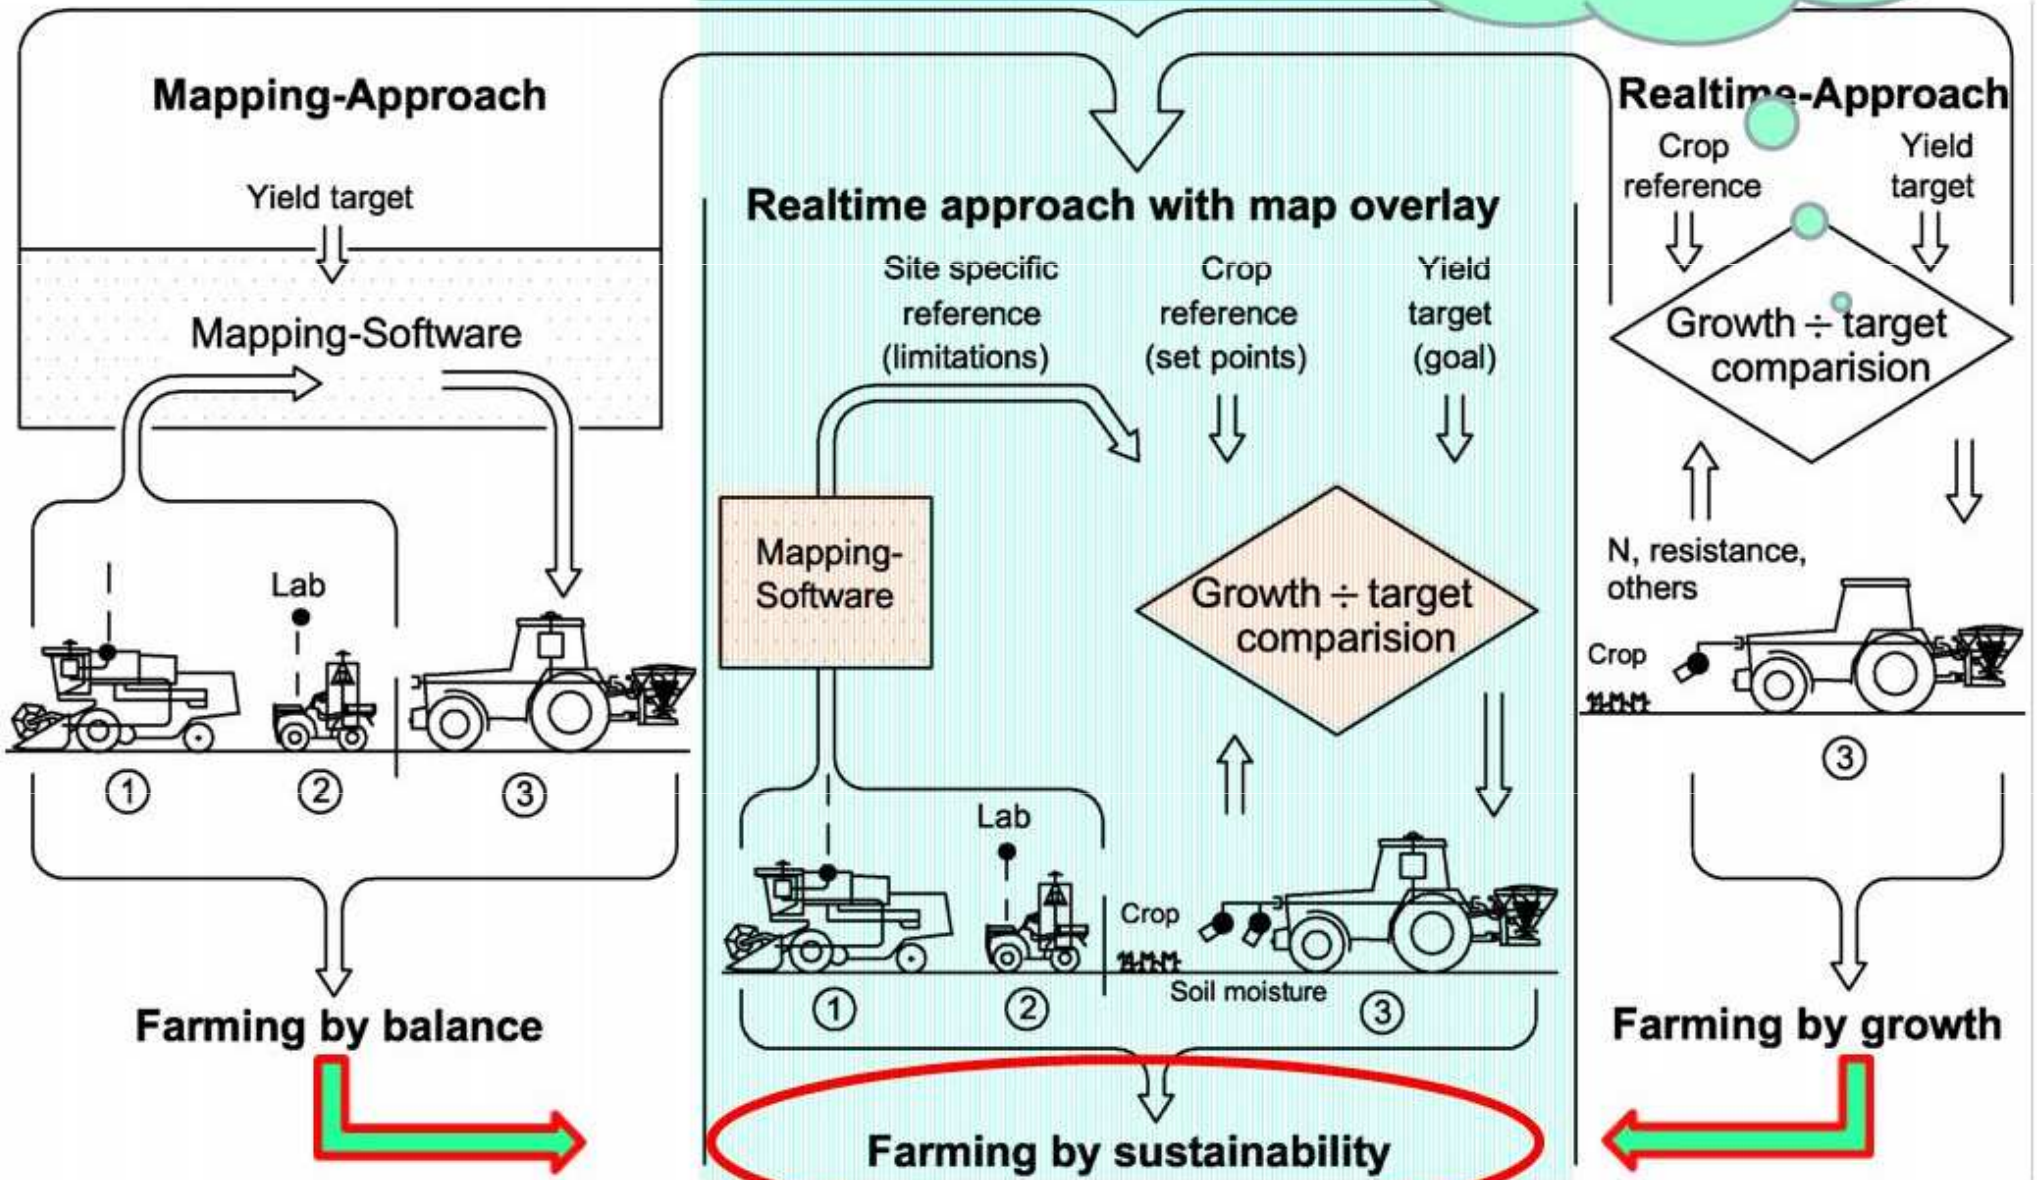 Mapping-Approach
Yield target
Mapping-Software
Lab
①
②
③
Farming by balance
Realtime approach with map overlay
Site specific
reference
(limitations)
Crop
reference
(set points)
Yield
target
(goal)
Mapping-
Software
Growth ÷ target
comparision
Lab
Crop
Soil moisture
①
②
③
Farming by sustainability
Realtime-Approach
Crop
reference
Yield
target
Growth ÷ target
comparision
N, resistance,
others
Crop
③
Farming by growth